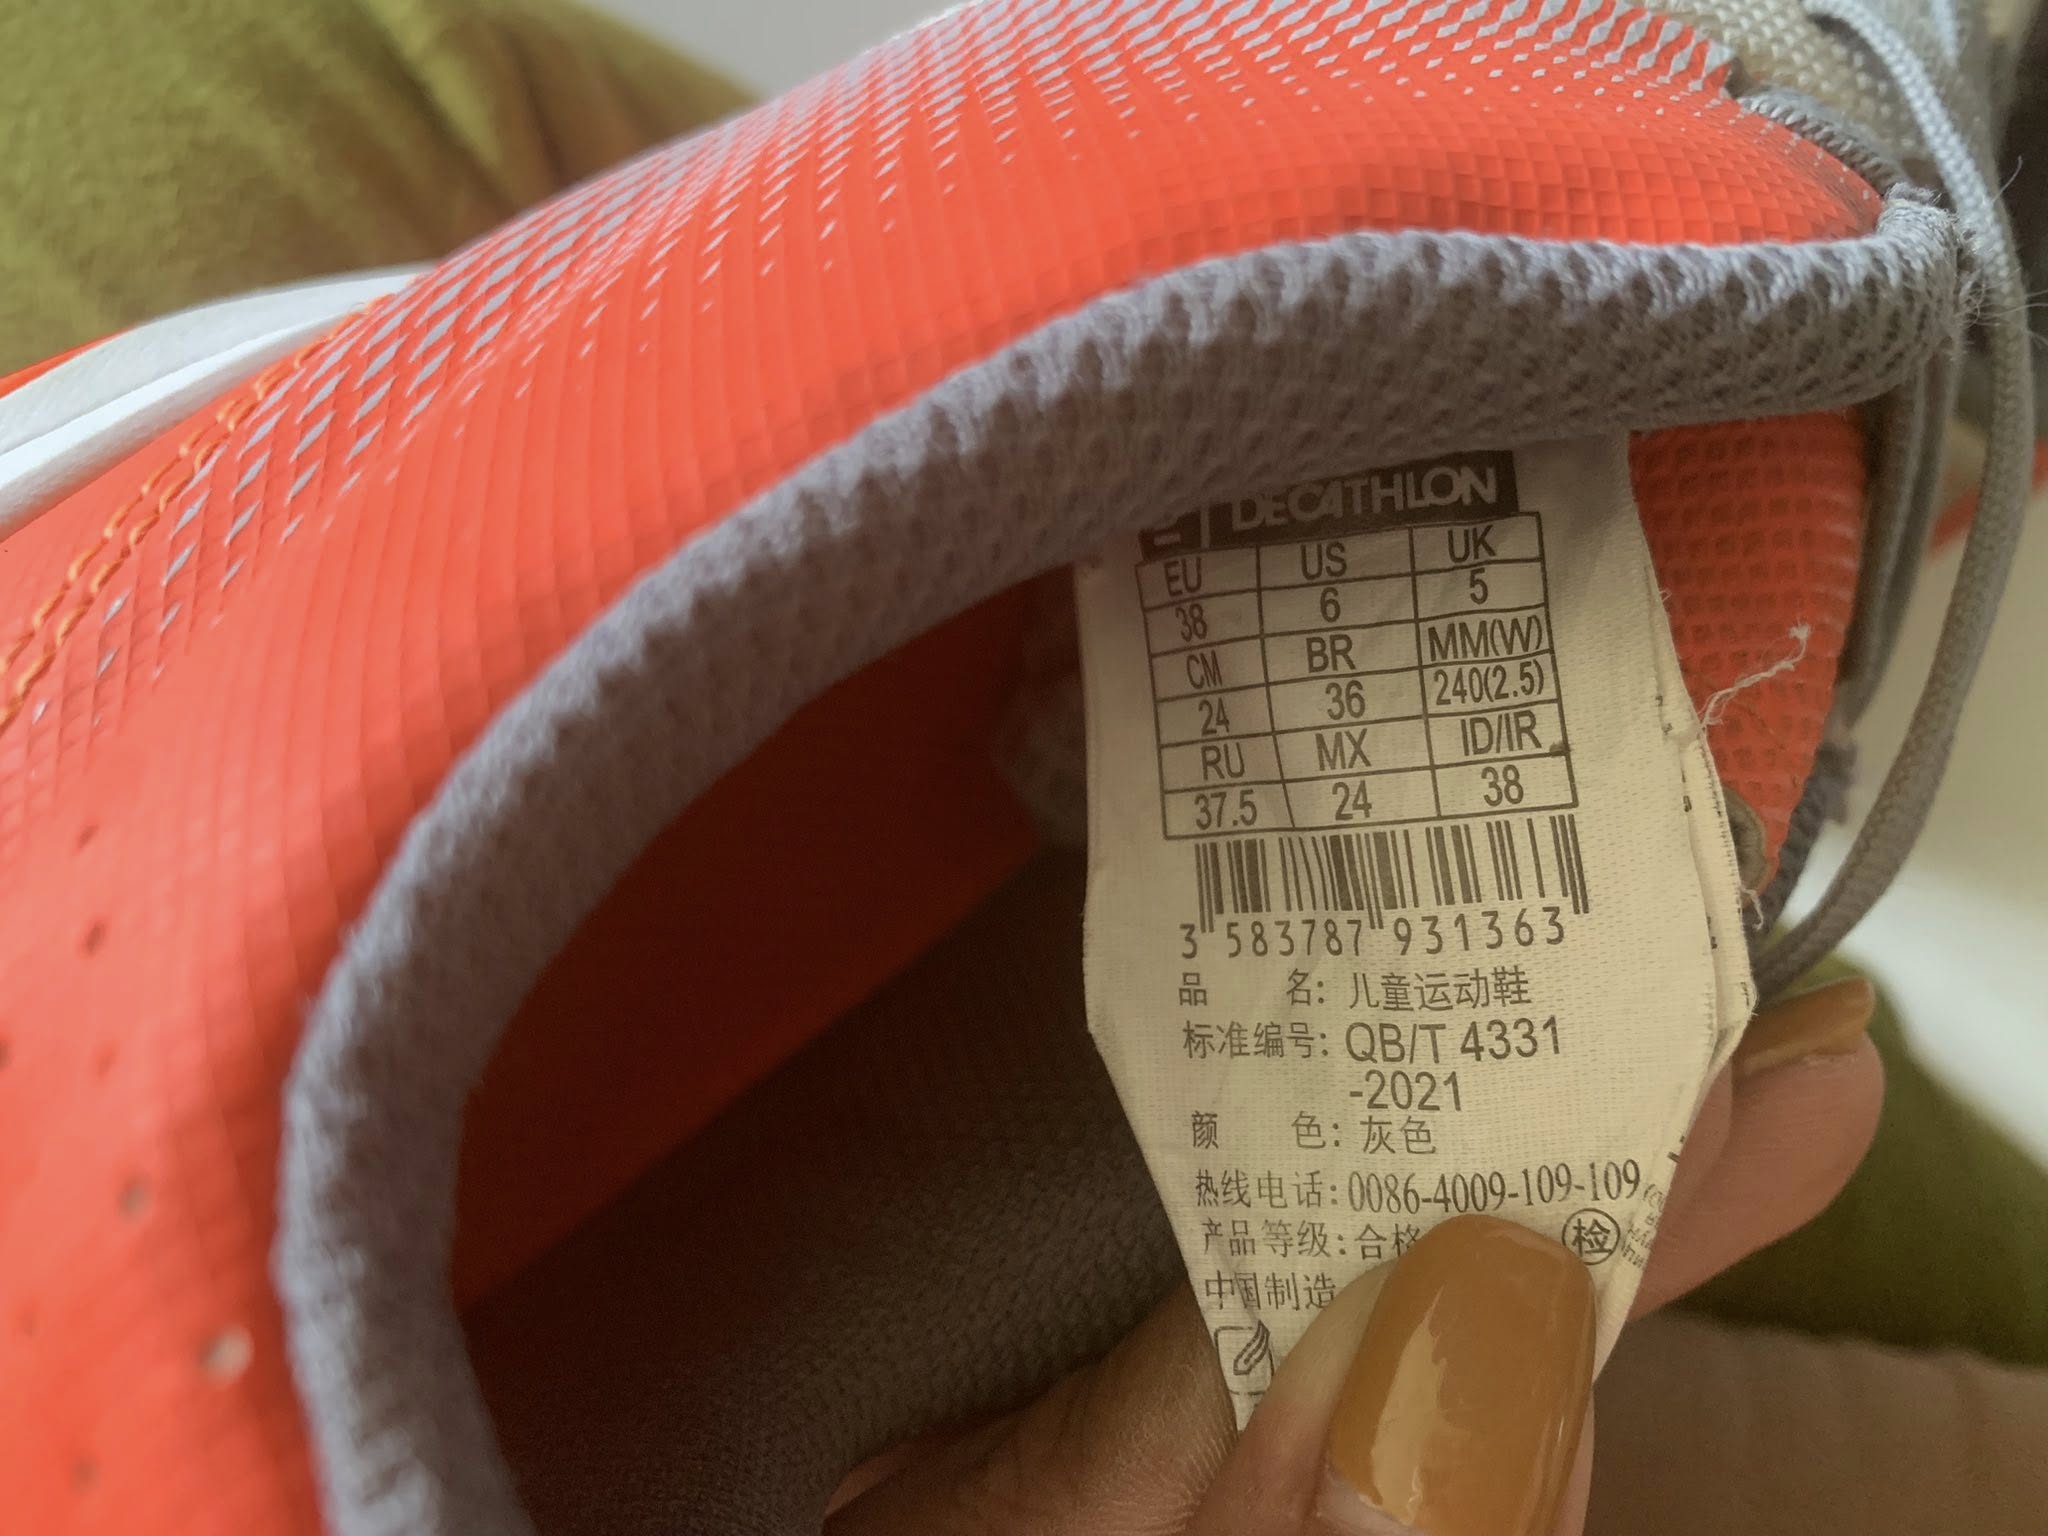 DECATHLON
EU US UK
38 6 5
CM BR MM(W)
24 36 240(2.5)
RU MX ID/IR
37.5 24 38
3 583787 931363
品 名: 儿童运动鞋
标准编号: QB/T 4331
-2021
颜 色: 灰色
热线电话: 0086-4009-109-109
产品等级: 合格 检
中国制造